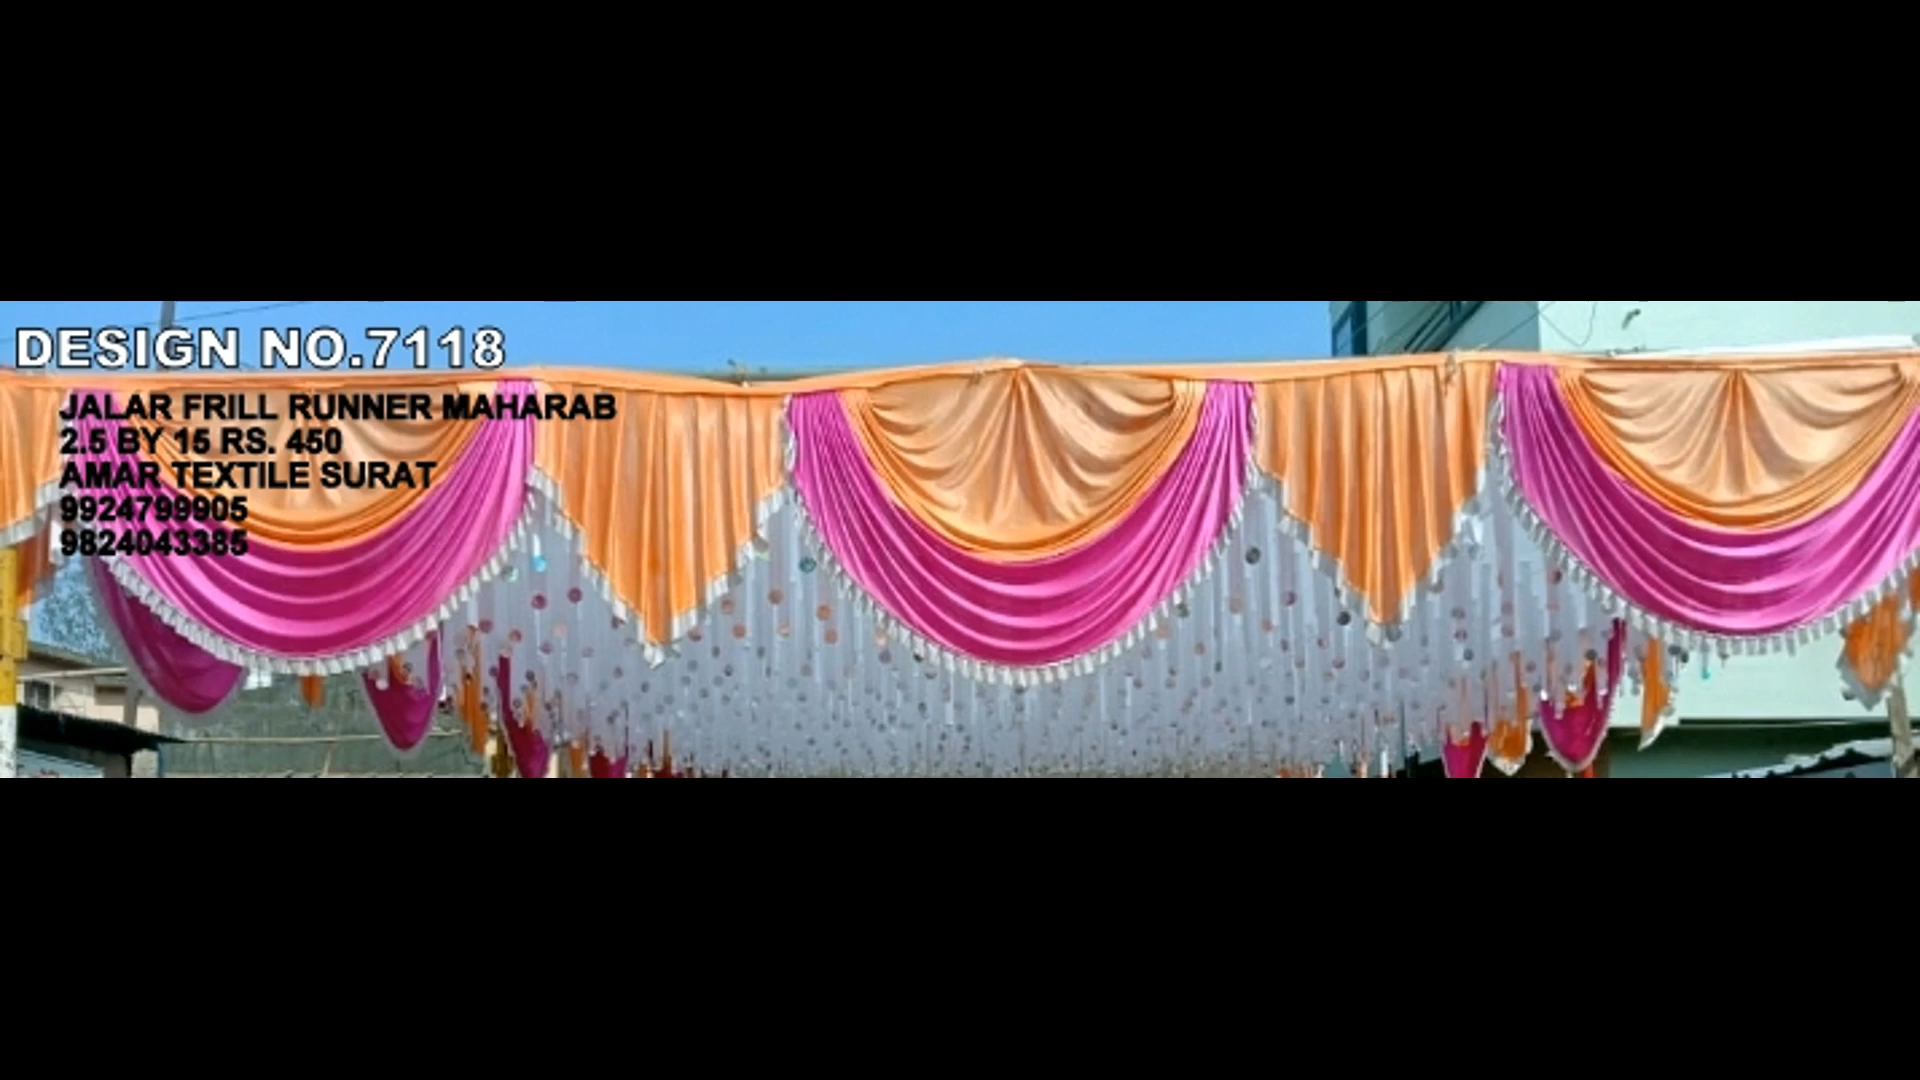 DESIGN NO.7118
JALAR FRILL RUNNER MAHARAB
2.5 BY 15 RS. 450
AMAR TEXTILE SURAT
9924799905
9824043385